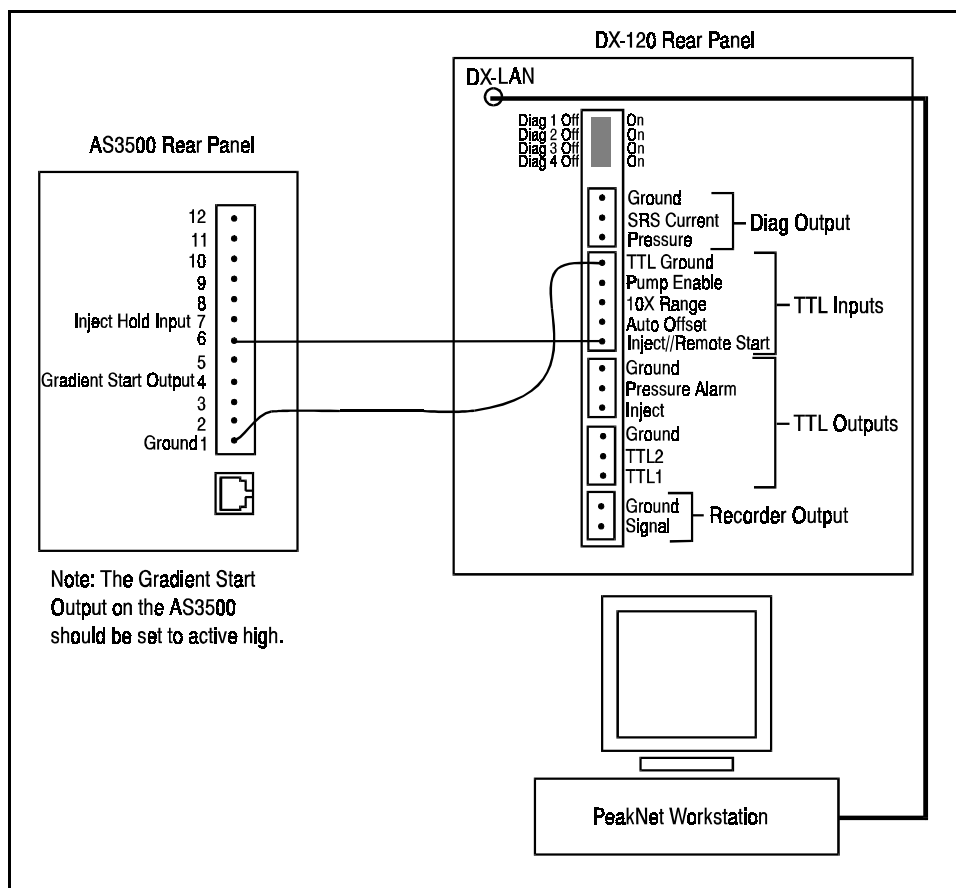 DX-120 Rear Panel
DX-LAN
Diag 1 Off On
Diag 2 Off On
Diag 3 Off On
Diag 4 Off On
Ground
SRS Current
Pressure
Diag Output
TTL Ground
Pump Enable
10X Range
Auto Offset
Inject//Remote Start
TTL Inputs
Ground
Pressure Alarm
Inject
Ground
TTL2
TTL1
TTL Outputs
Ground
Signal
Recorder Output
AS3500 Rear Panel
12
11
10
9
8
Inject Hold Input 7
6
5
Gradient Start Output 4
3
2
Ground 1
Note: The Gradient Start
Output on the AS3500
should be set to active high.
PeakNet Workstation